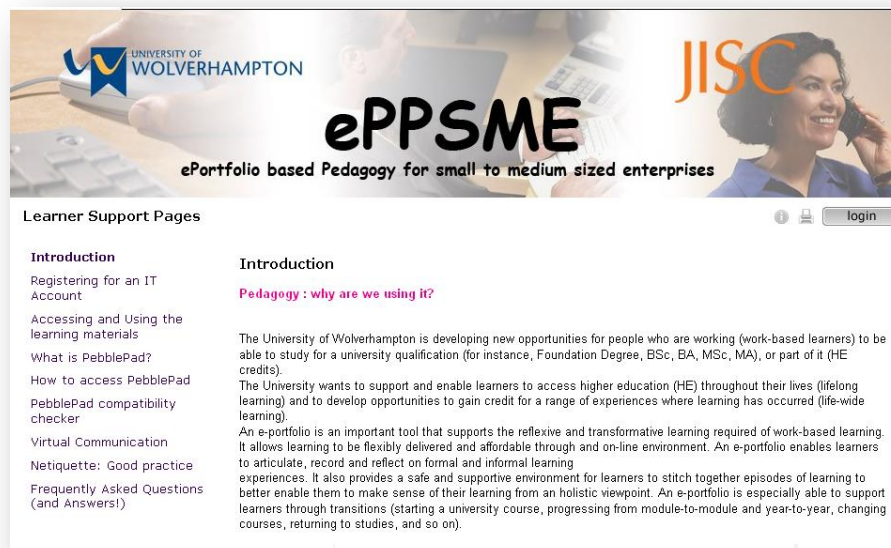 UNIVERSITY OF
WOLVERHAMPTON
JISC
ePPSME
ePortfolio based Pedagogy for small to medium sized enterprises
Learner Support Pages
login
Introduction
Registering for an IT
Account
Accessing and Using the
learning materials
What is PebblePad?
How to access PebblePad
PebblePad compatibility
checker
Virtual Communication
Netiquette: Good practice
Frequently Asked Questions
(and Answers!)
Introduction
Pedagogy : why are we using it?
The University of Wolverhampton is developing new opportunities for people who are working (work-based learners) to be
able to study for a university qualification (for instance, Foundation Degree, BSc, BA, MSc, MA), or part of it (HE
credits).
The University wants to support and enable learners to access higher education (HE) throughout their lives (lifelong
learning) and to develop opportunities to gain credit for a range of experiences where learning has occurred (life-wide
learning).
An e-portfolio is an important tool that supports the reflexive and transformative learning required of work-based learning.
It allows learning to be flexibly delivered and affordable through and on-line environment. An e-portfolio enables learners
to articulate, record and reflect on formal and informal learning
experiences. It also provides a safe and supportive environment for learners to stitch together episodes of learning to
better enable them to make sense of their learning from an holistic viewpoint. An e-portfolio is especially able to support
learners through transitions (starting a university course, progressing from module-to-module and year-to-year, changing
courses, returning to studies, and so on).